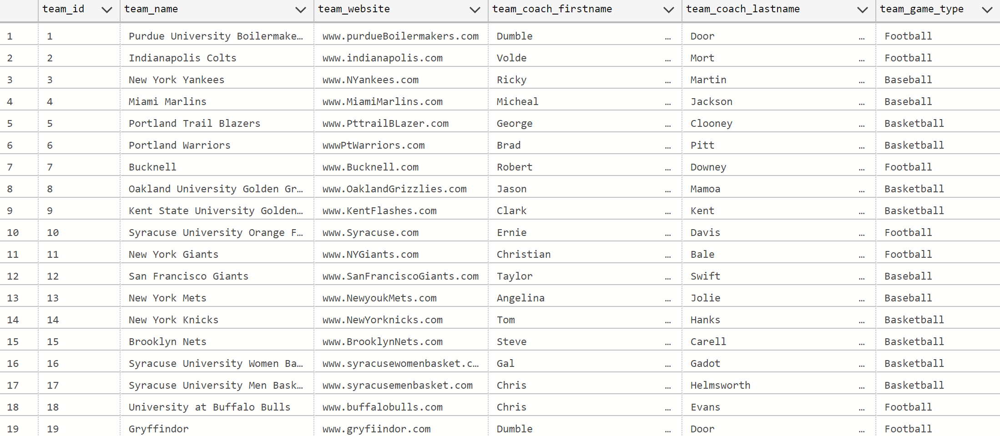 team_id team_name team_website team_coach_firstname team_coach_lastname team_game_type
1 1 Purdue University Boilermake… www.purdueBoilermakers.com Dumble … Door … Football
2 2 Indianapolis Colts www.indianapolis.com Volde … Mort … Football
3 3 New York Yankees www.NYankees.com Ricky … Martin … Baseball
4 4 Miami Marlins www.MiamiMarlins.com Micheal … Jackson … Baseball
5 5 Portland Trail Blazers www.PttrailBLazer.com George … Clooney … Basketball
6 6 Portland Warriors wwwPtWarriors.com Brad … Pitt … Basketball
7 7 Bucknell www.Bucknell.com Robert … Downey … Football
8 8 Oakland University Golden Gr… www.OaklandGrizzlies.com Jason … Mamoa … Basketball
9 9 Kent State University Golden… www.KentFlashes.com Clark … Kent … Basketball
10 10 Syracuse University Orange F… www.Syracuse.com Ernie … Davis … Football
11 11 New York Giants www.NYGiants.com Christian … Bale … Football
12 12 San Francisco Giants www.SanFranciscoGiants.com Taylor … Swift … Baseball
13 13 New York Mets www.NewyoukMets.com Angelina … Jolie … Baseball
14 14 New York Knicks www.NewYorknicks.com Tom … Hanks … Basketball
15 15 Brooklyn Nets www.BrooklynNets.com Steve … Carell … Basketball
16 16 Syracuse University Women Ba… www.syracusewomenbasket.c… Gal … Gadot … Basketball
17 17 Syracuse University Men Bask… www.syracusemenbasket.com Chris … Helmsworth … Basketball
18 18 University at Buffalo Bulls www.buffalobulls.com Chris … Evans … Football
19 19 Gryffindor www.gryfiindor.com Dumble … Door … Football